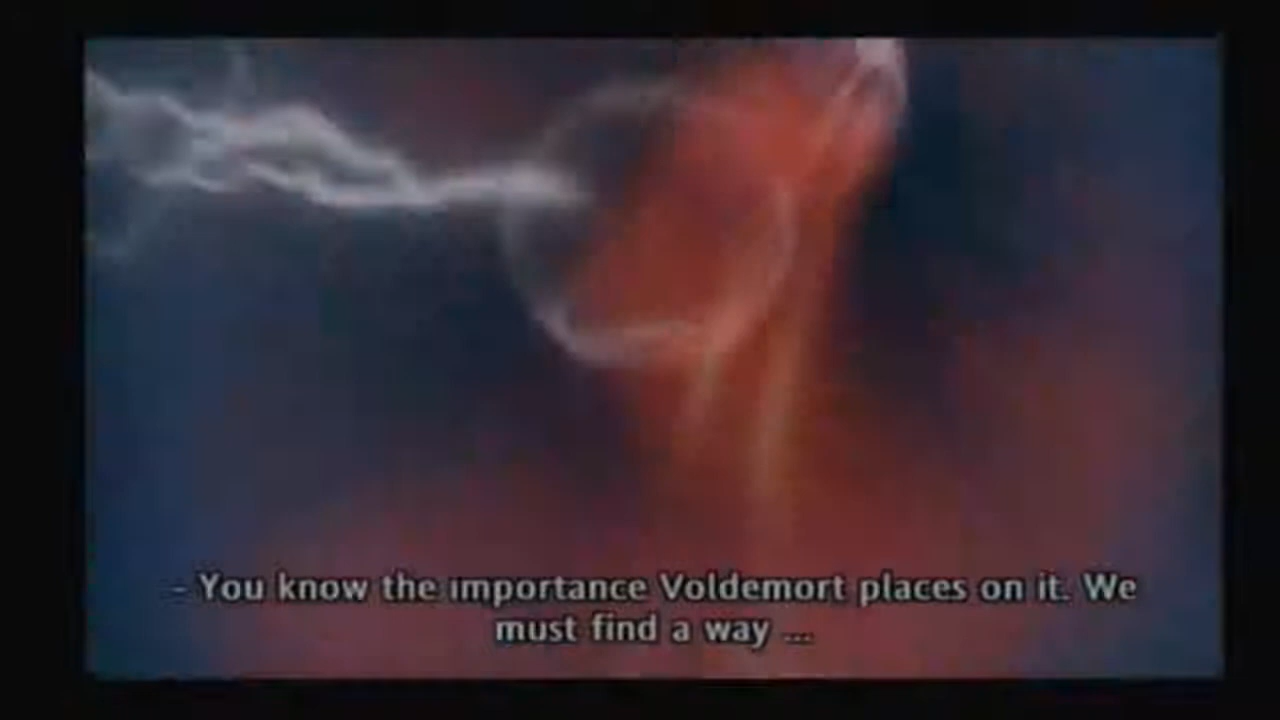 - You know the importance Voldemort places on it. We
must find a way ...